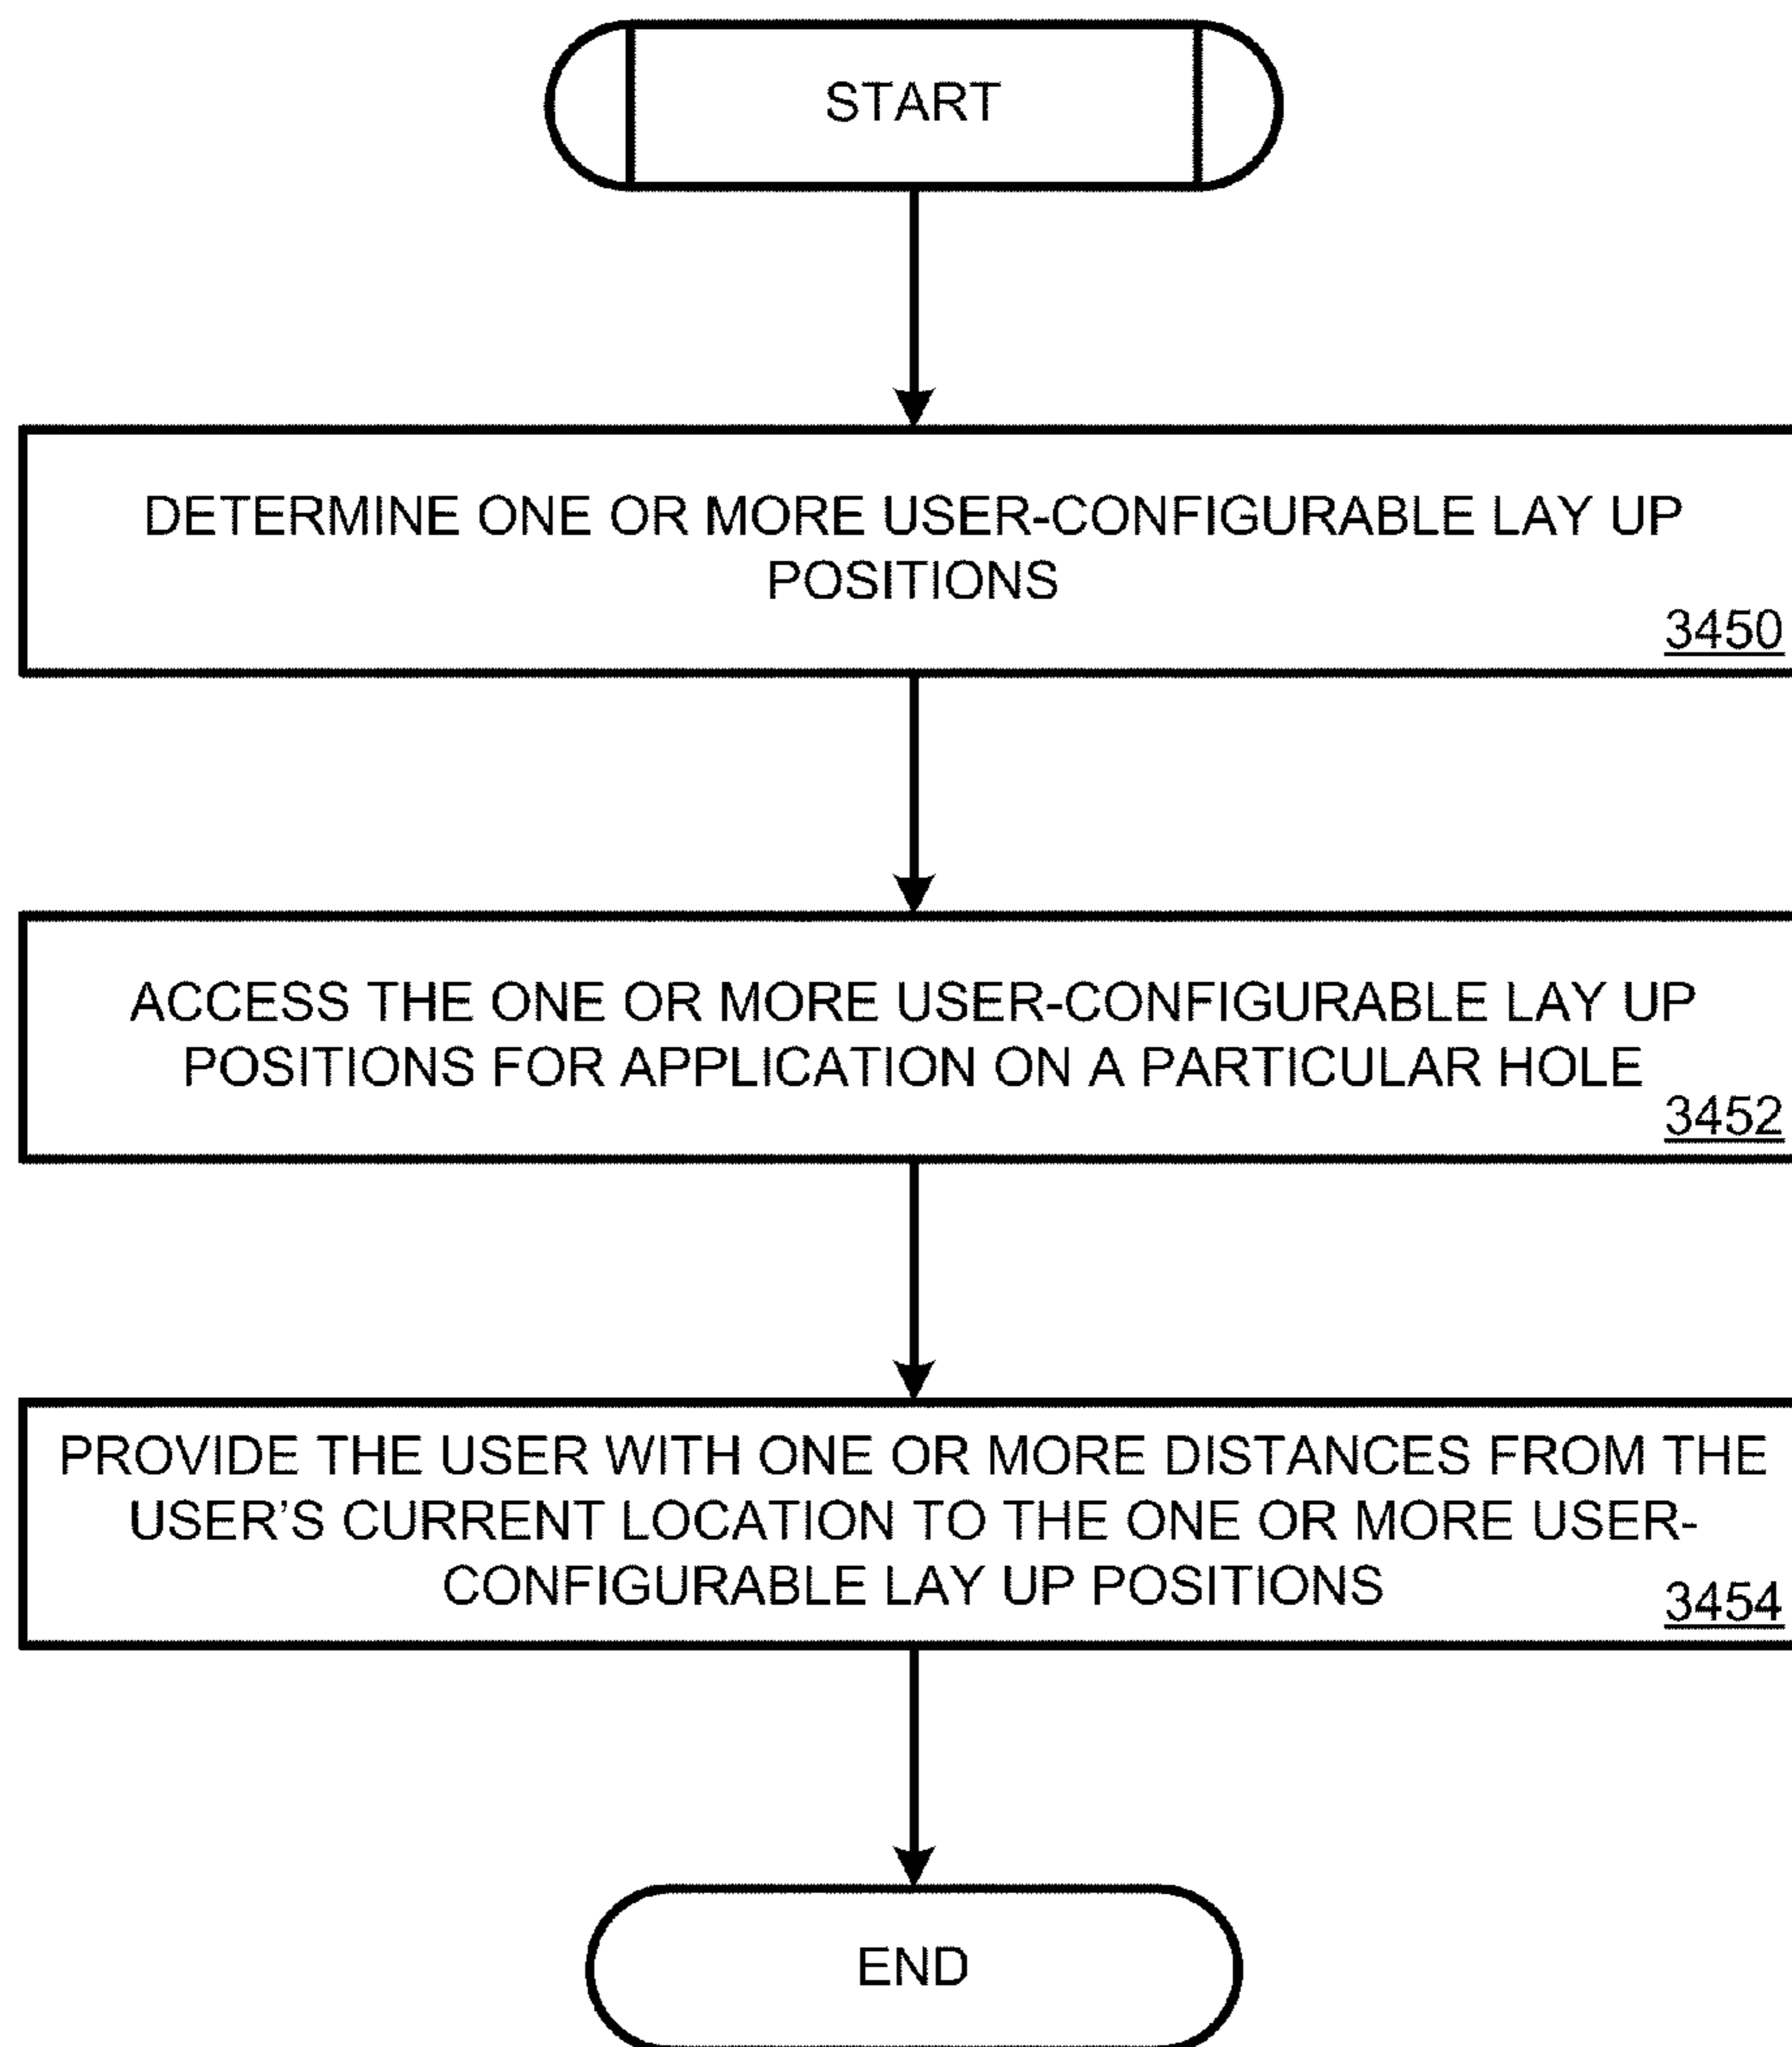 START
DETERMINE ONE OR MORE USER-CONFIGURABLE LAY UP
POSITIONS
3450
ACCESS THE ONE OR MORE USER-CONFIGURABLE LAY UP
POSITIONS FOR APPLICATION ON A PARTICULAR HOLE
3452
PROVIDE THE USER WITH ONE OR MORE DISTANCES FROM THE
USER'S CURRENT LOCATION TO THE ONE OR MORE USER-
CONFIGURABLE LAY UP POSITIONS
3454
END